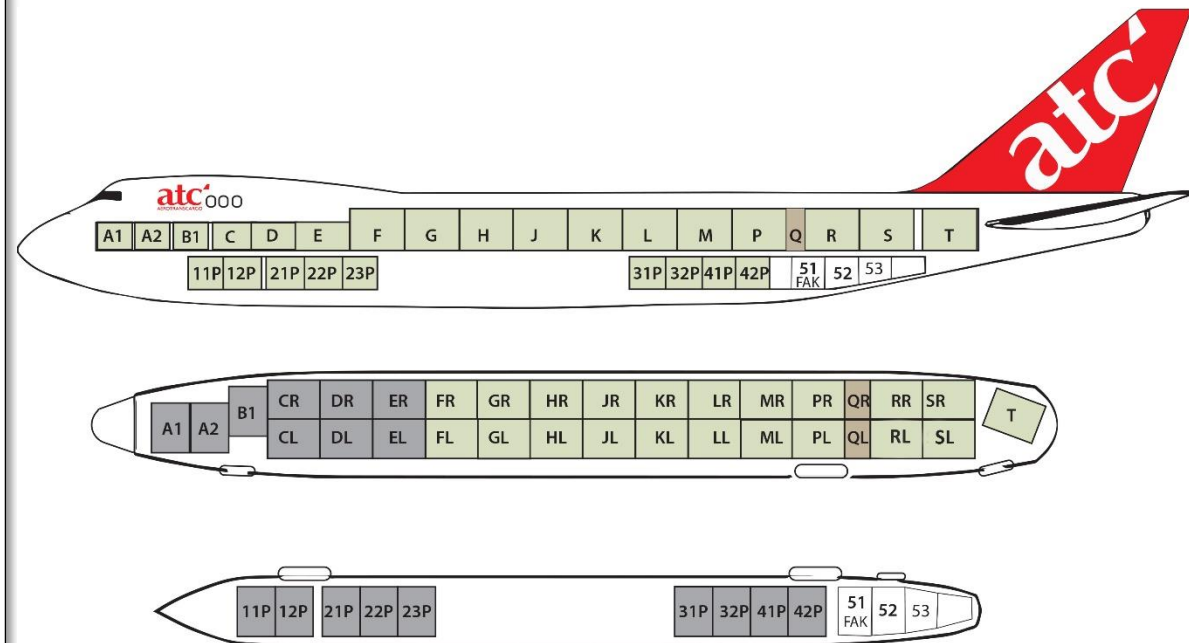 atc
atc 000
AEROTRANSCARGO
A1 A2 B1 C D E F G H J K L M P Q R S T
11P 12P 21P 22P 23P 31P 32P 41P 42P 51 52 53
FAK
CR DR ER FR GR HR JR KR LR MR PR QR RR SR
A1 A2 B1 T
CL DL EL FL GL HL JL KL LL ML PL QL RL SL
11P 12P 21P 22P 23P 31P 32P 41P 42P 51 52 53
FAK